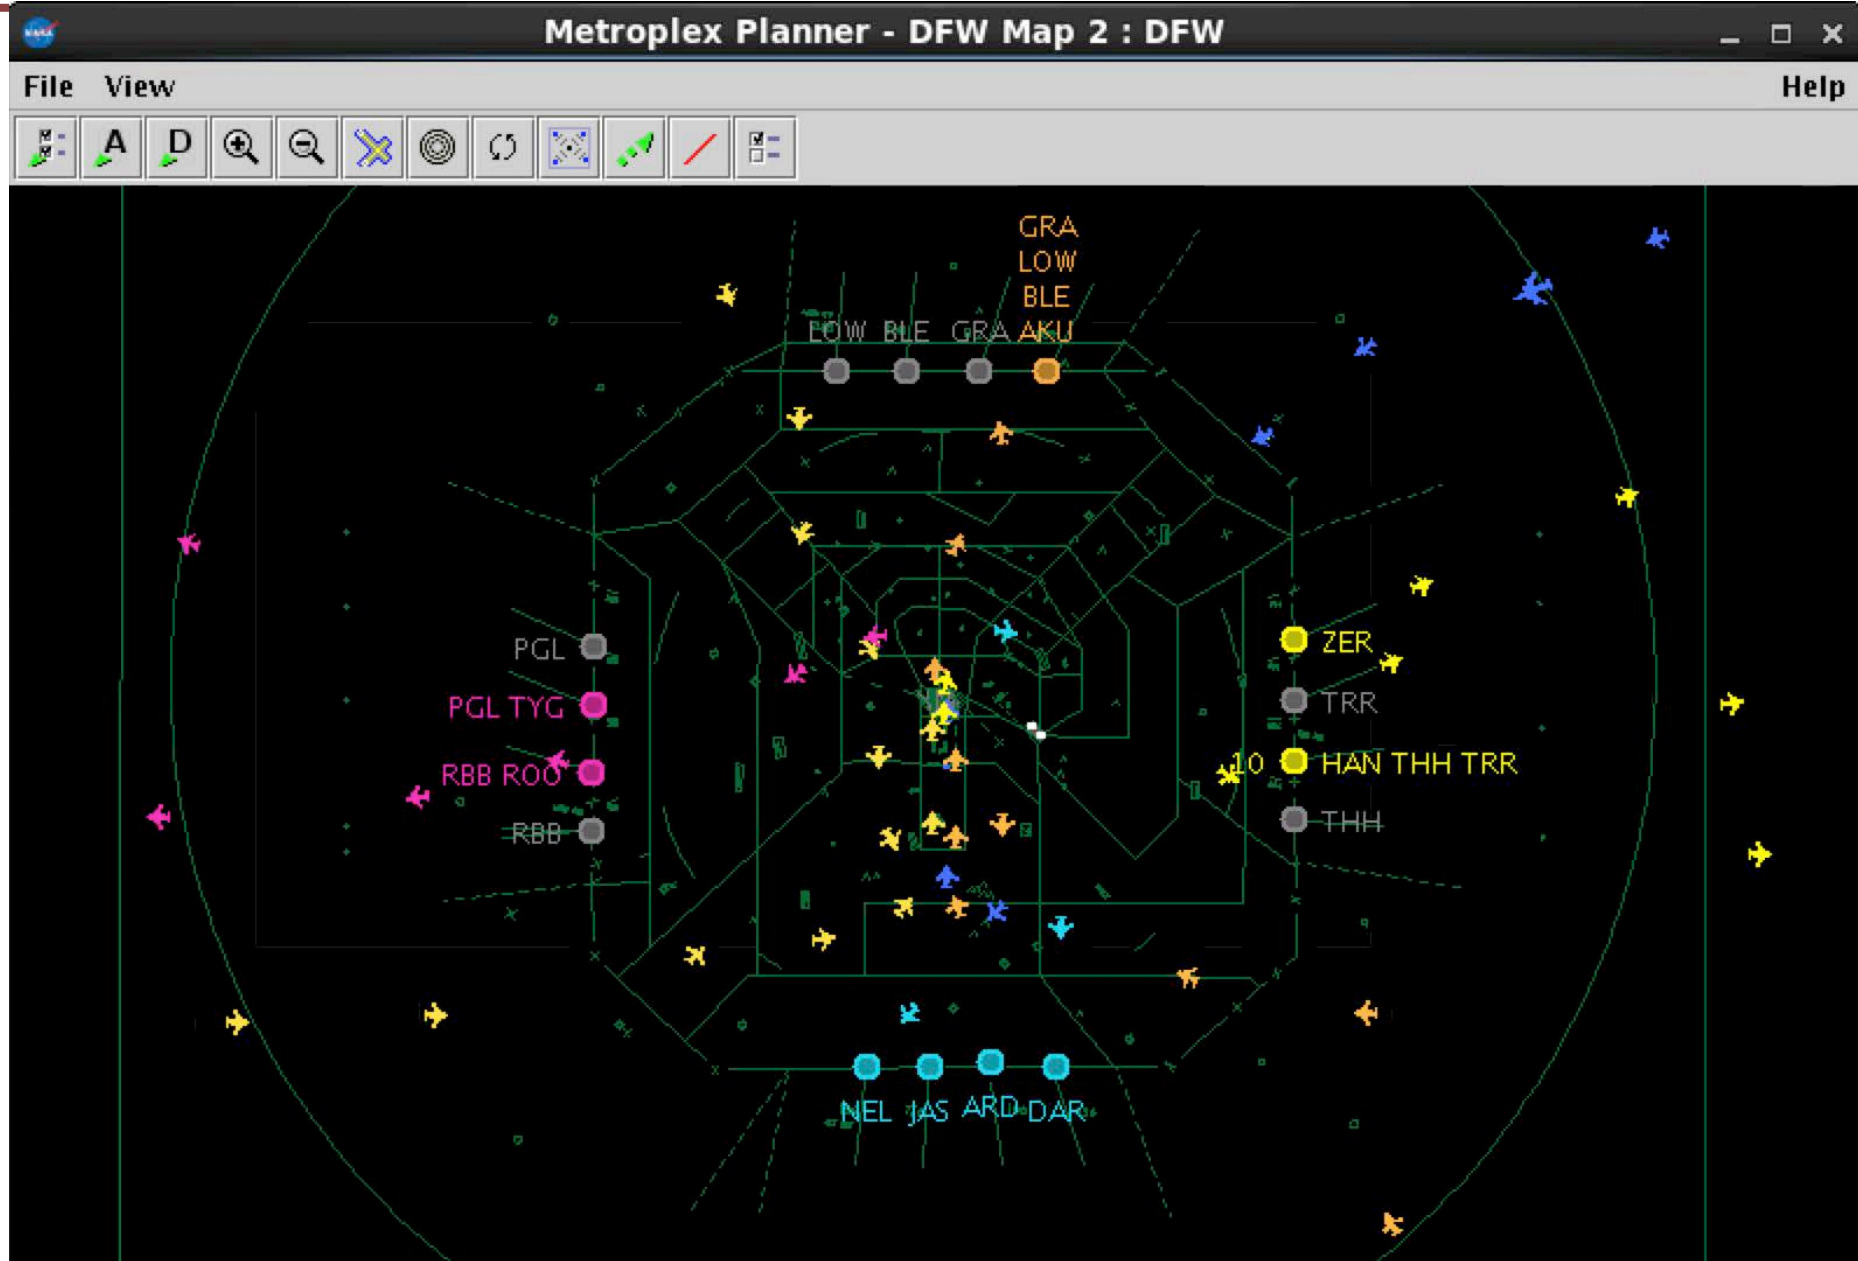 Metroplex Planner - DFW Map 2 : DFW
File View Help
A D
GRA
LOW
BLE
LOW BLE GRA AKU
PGL ZER
PGL TYG TRR
RBB ROO 10 HAN THH TRR
RBB THH
NEL JAS ARD DAR